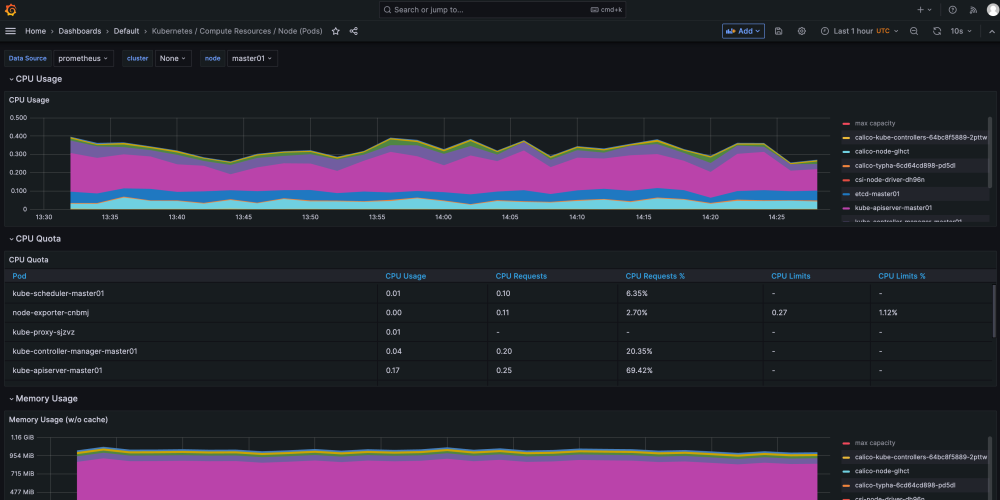 Search or jump to...
cmd+k
Home › Dashboards › Default › Kubernetes / Compute Resources / Node (Pods)
Add
Last 1 hour UTC
10s
Data Source prometheus cluster None node master01
CPU Usage
CPU Usage
0.500
0.400
0.300
0.200
0.100
0
13:30 13:35 13:40 13:45 13:50 13:55 14:00 14:05 14:10 14:15 14:20 14:25
max capacity
calico-kube-controllers-64bc8f5889-2pttw
calico-node-glhct
calico-typha-6cd64cd898-pd5dl
csi-node-driver-dh96n
etcd-master01
kube-apiserver-master01
kube-controller-manager-master01
CPU Quota
CPU Quota
Pod CPU Usage CPU Requests CPU Requests % CPU Limits CPU Limits %
kube-scheduler-master01 0.01 0.10 6.35% - -
node-exporter-cnbmj 0.00 0.11 2.70% 0.27 1.12%
kube-proxy-sjzvz 0.01 - - - -
kube-controller-manager-master01 0.04 0.20 20.35% - -
kube-apiserver-master01 0.17 0.25 69.42% - -
Memory Usage
Memory Usage (w/o cache)
1.16 GiB
954 MiB
715 MiB
477 MiB
max capacity
calico-kube-controllers-64bc8f5889-2pttw
calico-node-glhct
calico-typha-6cd64cd898-pd5dl
csi-node-driver-dh96n